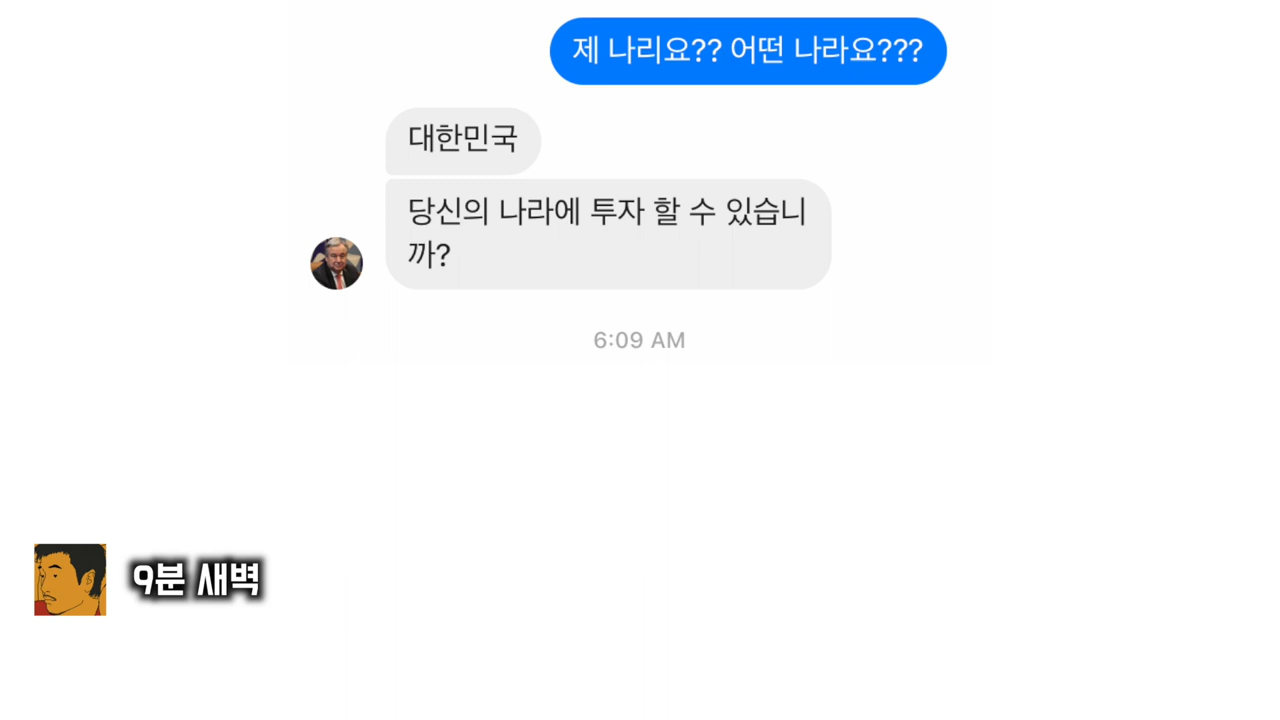 제 나리요?? 어떤 나라요???
대한민국
당신의 나라에 투자 할 수 있습니
까?
6:09 AM
9분 새벽